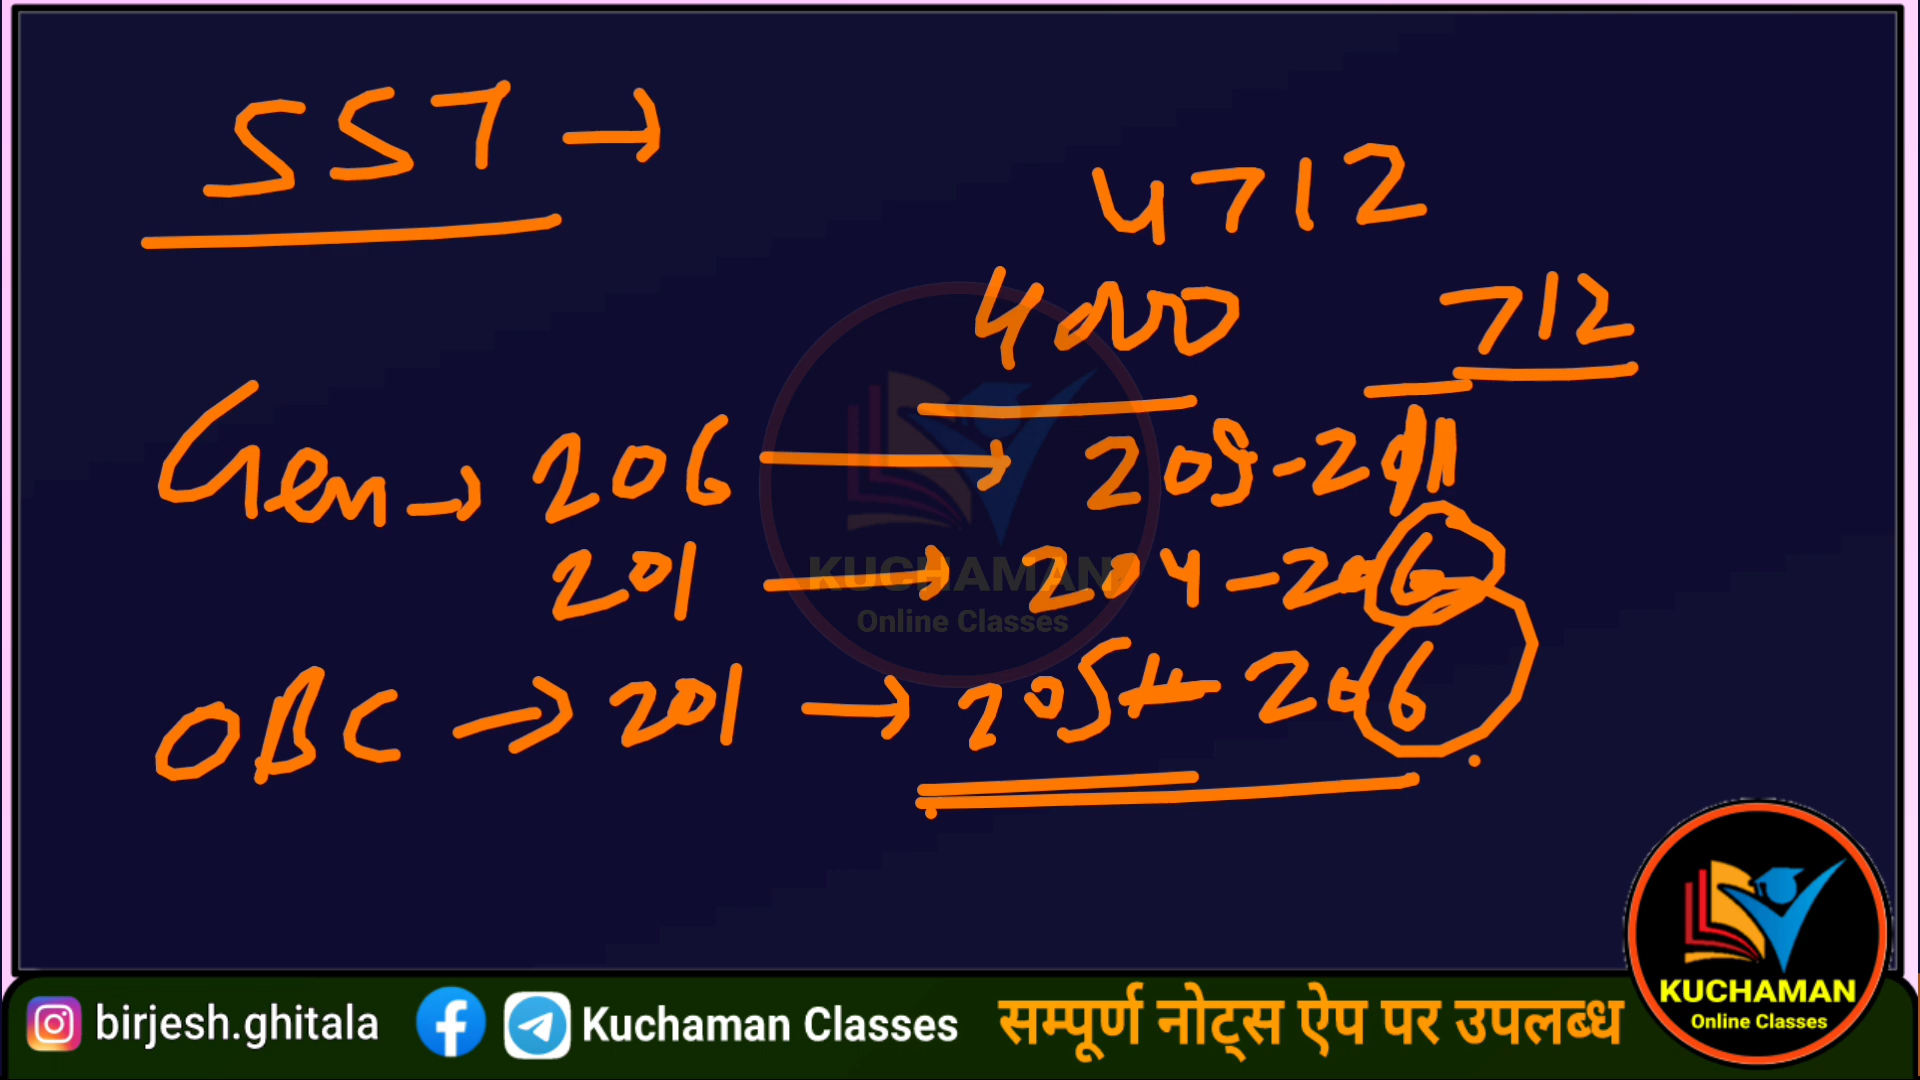 SST →
4712
4000 712
Gen → 206 → 209-2011
201 → 204-206
OBC → 201 → 205 - 206
KUCHAMAN
Online Classes
birjesh.ghitala Kuchaman Classes सम्पूर्ण नोट्स ऐप पर उपलब्ध
KUCHAMAN
Online Classes